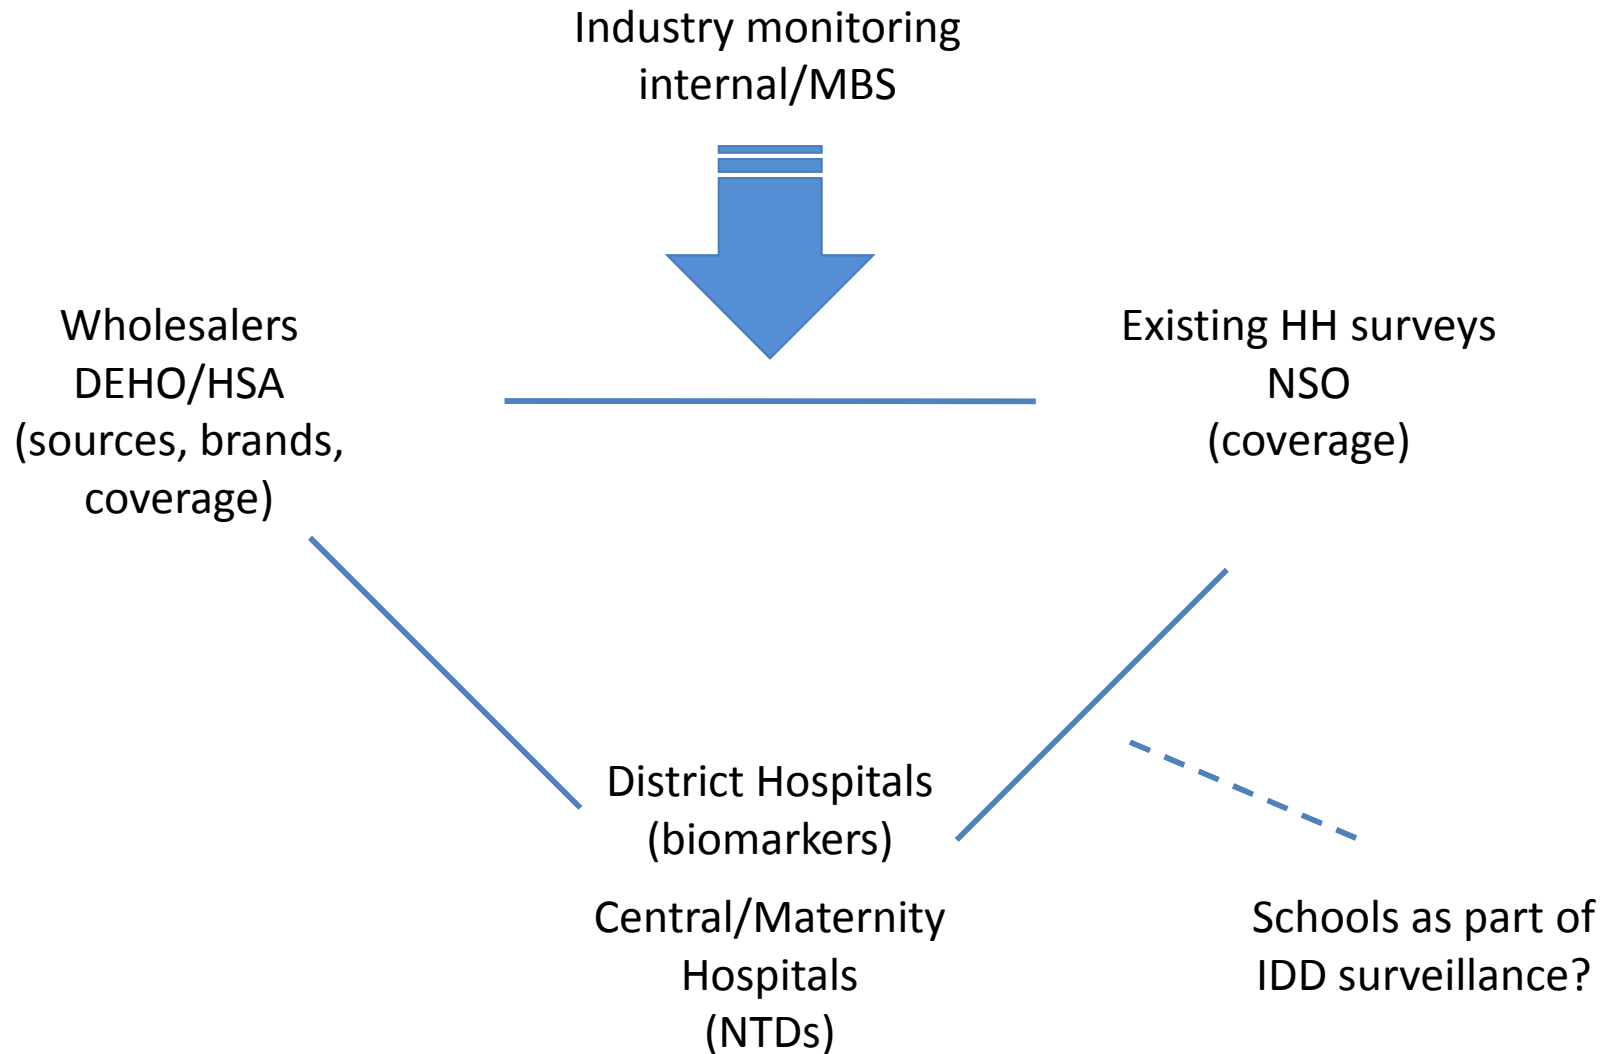 Industry monitoring
internal/MBS
Wholesalers
DEHO/HSA
(sources, brands,
coverage)
Existing HH surveys
NSO
(coverage)
District Hospitals
(biomarkers)
Central/Maternity
Hospitals
(NTDs)
Schools as part of
IDD surveillance?